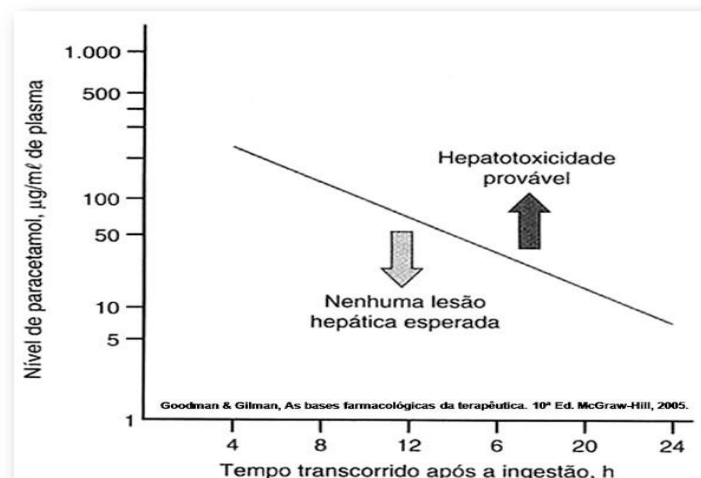 Nível de paracetamol, µg/mℓ de plasma
1.000
500
100
50
10
5
1
Hepatotoxicidade
provável
Nenhuma lesão
hepática esperada
Goodman & Gilman, As bases farmacológicas da terapêutica. 10ª Ed. McGraw-Hill, 2005.
4 8 12 6 20 24
Tempo transcorrido após a ingestão, h